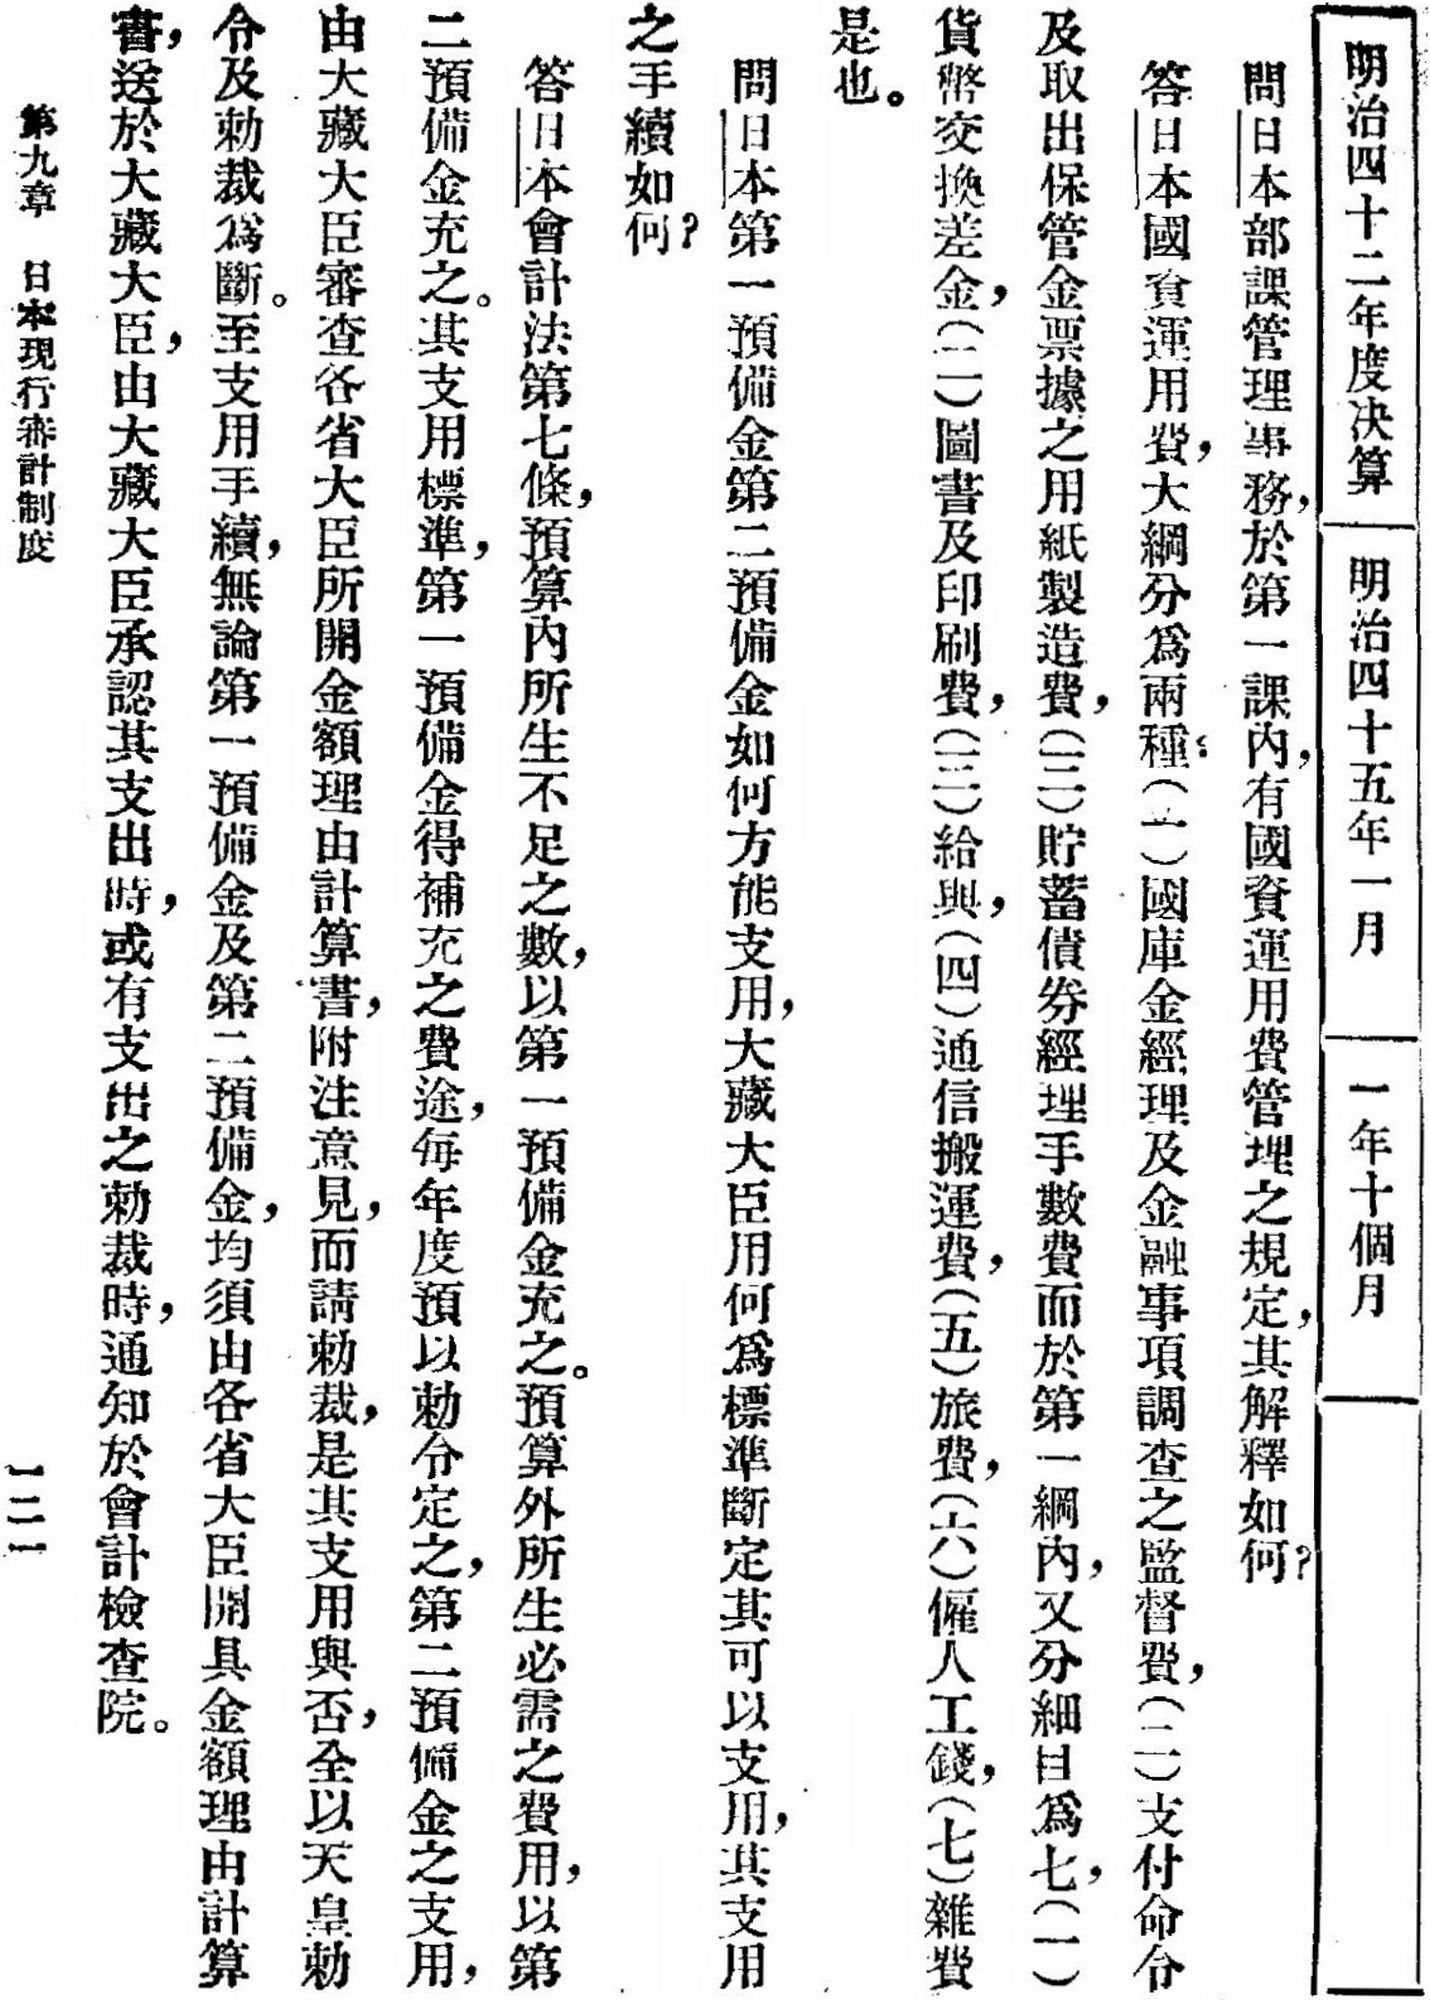 明治四十二年度決算 明治四十五年一月 一年十個月
問日本部課管理事務，於第一課內，有國資運用費管理之規定，其解釋如何？
答日本國資運用費，大綱分爲兩種：（一）國庫金經理及金融事項調查之監督費，（二）支付命令
及取出保管金票據之用紙製造費，（三）貯蓄債券經理手數費而於第一綱內，又分細目爲七，（一）
貨幣交換差金，（二）圖書及印刷費，（三）給與，（四）通信搬運費，（五）旅費，（六）僱人工錢，（七）雜費
是也。
問日本第一預備金第二預備金如何方能支用，大藏大臣用何爲標準斷定其可以支用，其支用
之手續如何？
答日本會計法第七條，預算內所生不足之數，以第一預備金充之。預算外所生必需之費用，以第
二預備金充之。其支用標準，第一預備金得補充之費途，每年度預以勅令定之，第二預備金之支用，
由大藏大臣審查各省大臣所開金額理由計算書，附注意見，而請勅裁，是其支用與否，全以天皇勅
令及勅裁爲斷。至支用手續，無論第一預備金及第二預備金，均須由各省大臣開具金額理由計算
書，送於大藏大臣，由大藏大臣承認其支出時，或有支出之勅裁時，通知於會計檢查院。
第九章 日本現行審計制度
一二一